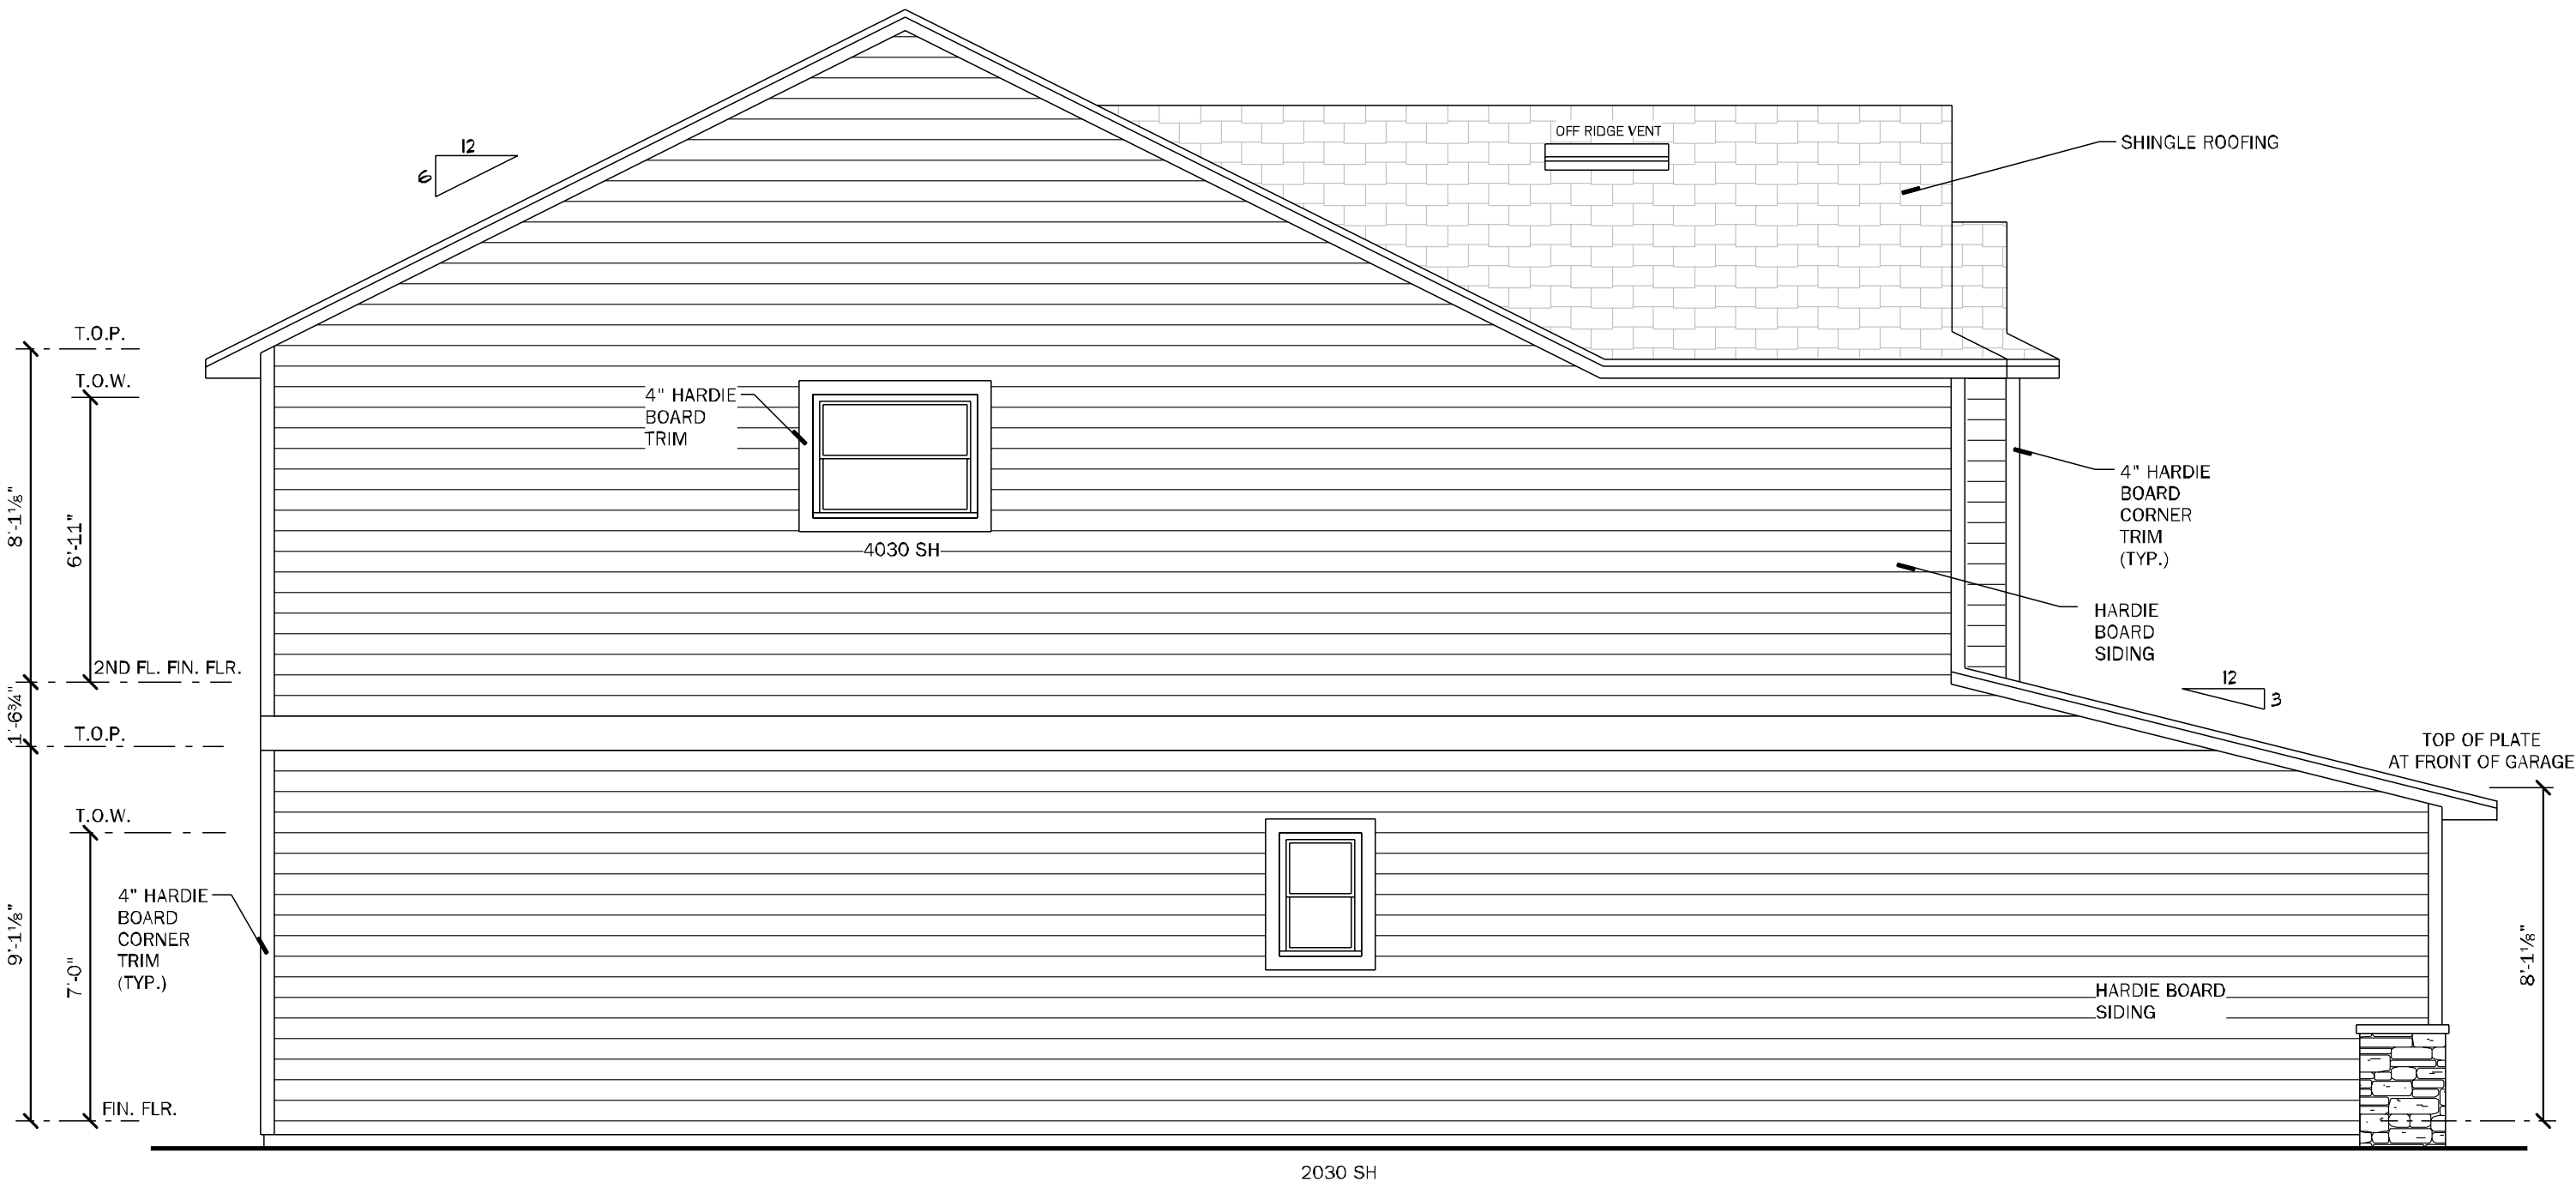 OFF RIDGE VENT
SHINGLE ROOFING
12
6
T.O.P.
T.O.W.
4" HARDIE
BOARD
TRIM
4030 SH
4" HARDIE
BOARD
CORNER
TRIM
(TYP.)
8'-1⅛"
6'-11"
HARDIE
BOARD
SIDING
2ND FL. FIN. FLR.
12
3
1'-6¾"
T.O.P.
TOP OF PLATE
AT FRONT OF GARAGE
T.O.W.
4" HARDIE
BOARD
CORNER
TRIM
(TYP.)
9'-1⅛"
7'-0"
8'-1⅛"
HARDIE BOARD
SIDING
FIN. FLR.
2030 SH